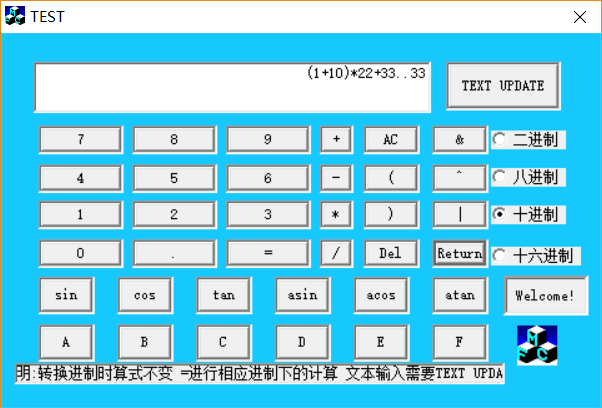 TEST
(1+10)*22+33..33
TEXT UPDATE
7 8 9 + AC & 二进制
4 5 6 - ( ^ 八进制
1 2 3 * ) | 十进制
0 . = / Del Return 十六进制
sin cos tan asin acos atan Welcome!
A B C D E F MFC
明:转换进制时算式不变 =进行相应进制下的计算 文本输入需要TEXT UPDA